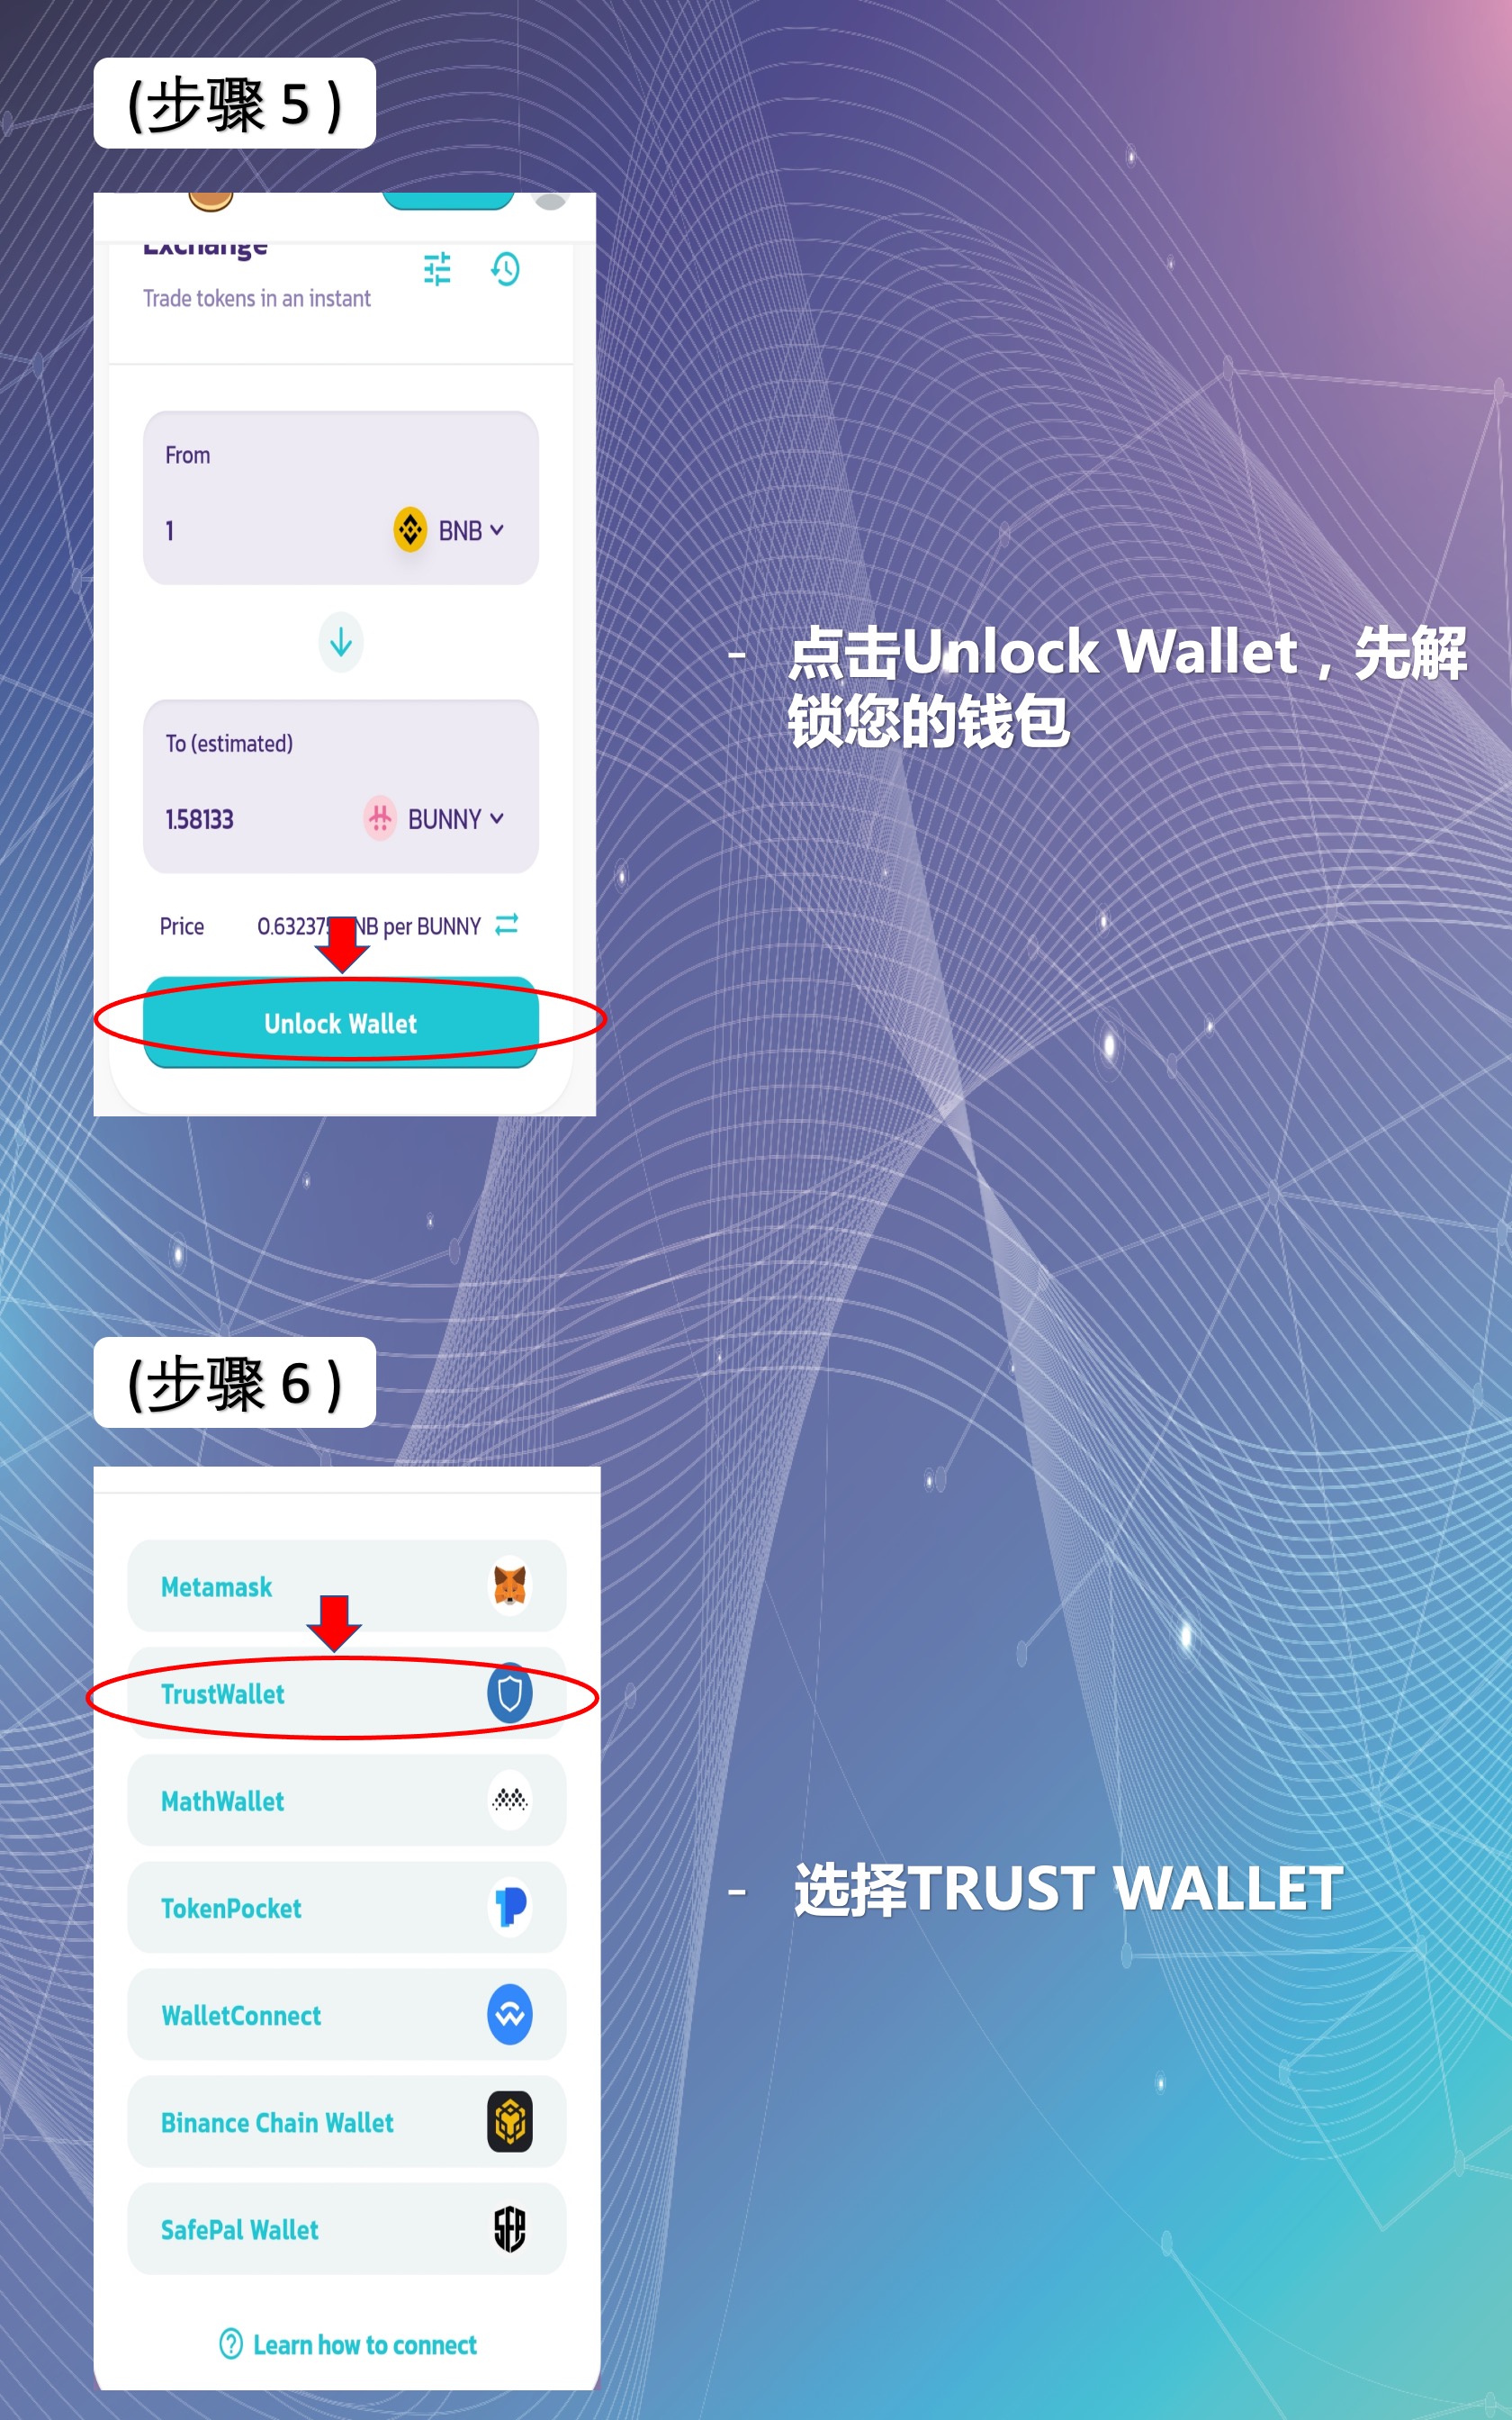 (步骤 5 )
Exchange
Trade tokens in an instant
From
1 BNB
To (estimated)
1.58133 BUNNY
Price 0.63237 NB per BUNNY
Unlock Wallet
- 点击Unlock Wallet，先解
锁您的钱包
(步骤 6 )
Metamask
TrustWallet
MathWallet
TokenPocket
WalletConnect
Binance Chain Wallet
SafePal Wallet
SFP
Learn how to connect
- 选择TRUST WALLET